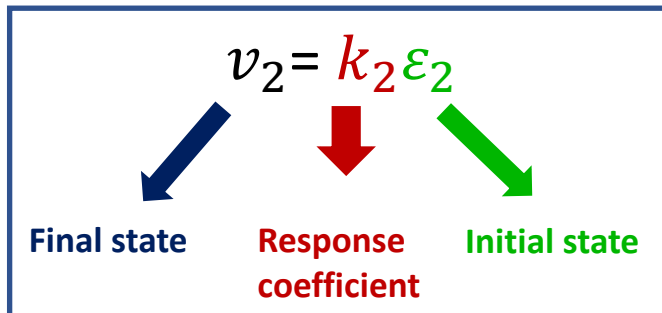 v₂= k₂ε₂
Final state
Response
coefficient
Initial state